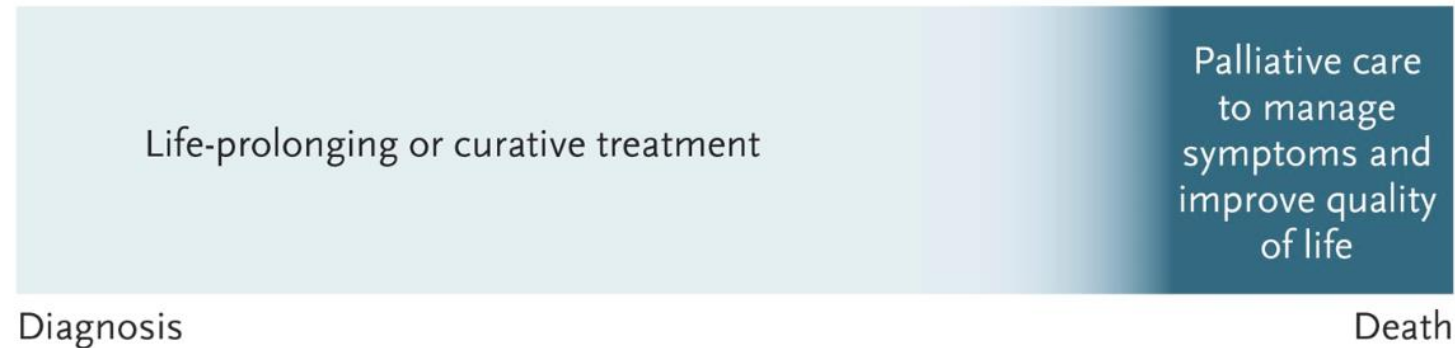 Life-prolonging or curative treatment
Palliative care
to manage
symptoms and
improve quality
of life
Diagnosis
Death